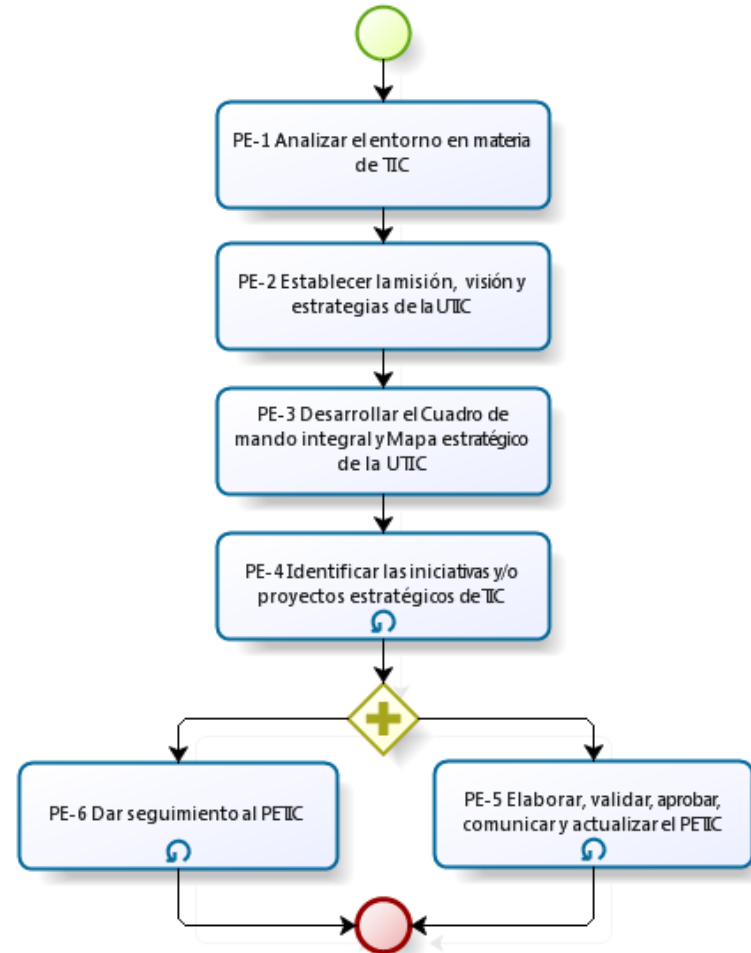 PE-1 Analizar el entorno en materia
de TIC
PE-2 Establecer la misión, visión y
estrategias de la UTIC
PE-3 Desarrollar el Cuadro de
mando integral y Mapa estratégico
de la UTIC
PE-4 Identificar las iniciativas y/o
proyectos estratégicos de TIC
PE-6 Dar seguimiento al PETIC
PE-5 Elaborar, validar, aprobar,
comunicar y actualizar el PETIC